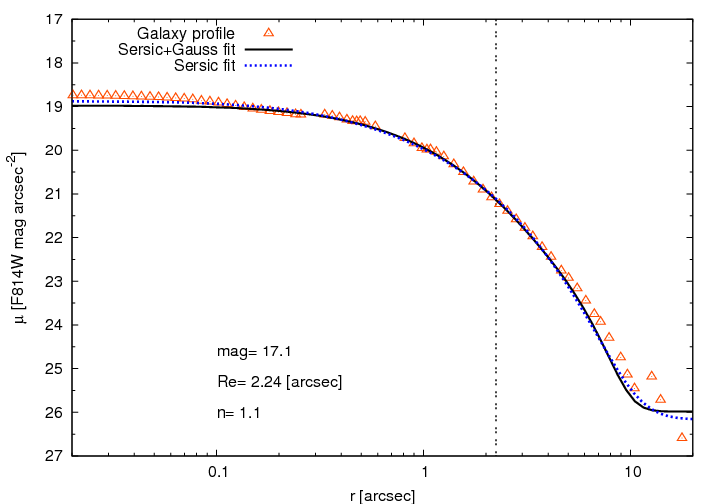 17
18
19
20
21
22
23
24
25
26
27
0.1
1
10
μ [F814W mag arcsec-2]
r [arcsec]
Galaxy profile
Sersic+Gauss fit
Sersic fit
mag= 17.1
Re= 2.24 [arcsec]
n= 1.1